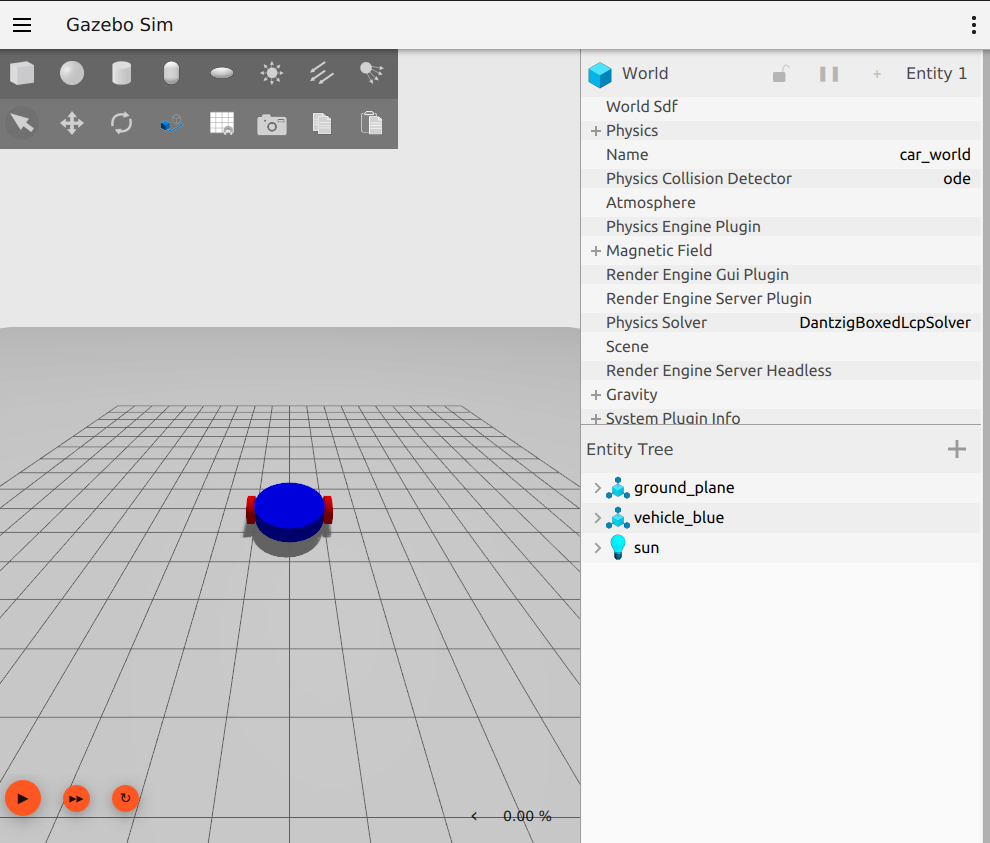 Gazebo Sim
World
Entity 1
World Sdf
Physics
Name car_world
Physics Collision Detector ode
Atmosphere
Physics Engine Plugin
Magnetic Field
Render Engine Gui Plugin
Render Engine Server Plugin
Physics Solver DantzigBoxedLcpSolver
Scene
Render Engine Server Headless
Gravity
System Plugin Info
Entity Tree
ground_plane
vehicle_blue
sun
0.00 %